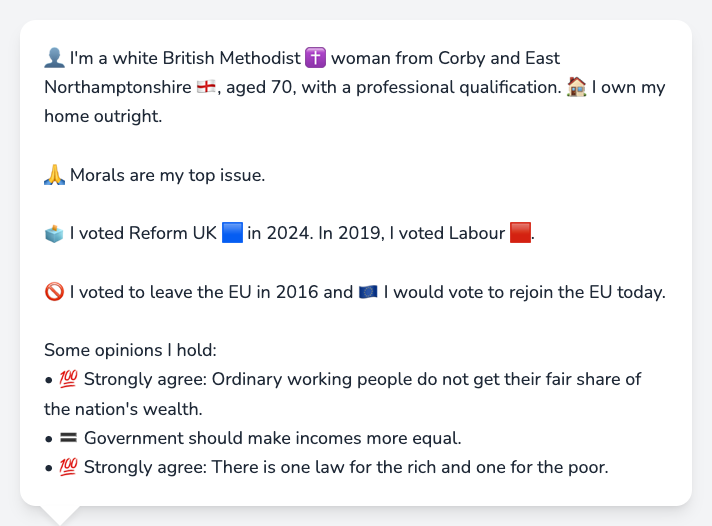 👤 I'm a white British Methodist ✝️ woman from Corby and East
Northamptonshire 🏴󠁧󠁢󠁥󠁮󠁧󠁿, aged 70, with a professional qualification. 🏠 I own my
home outright.
🙏 Morals are my top issue.
🗳️ I voted Reform UK 🟦 in 2024. In 2019, I voted Labour 🟥.
🚫 I voted to leave the EU in 2016 and 🇪🇺 I would vote to rejoin the EU today.
Some opinions I hold:
• 💯 Strongly agree: Ordinary working people do not get their fair share of
the nation's wealth.
• 🟰 Government should make incomes more equal.
• 💯 Strongly agree: There is one law for the rich and one for the poor.